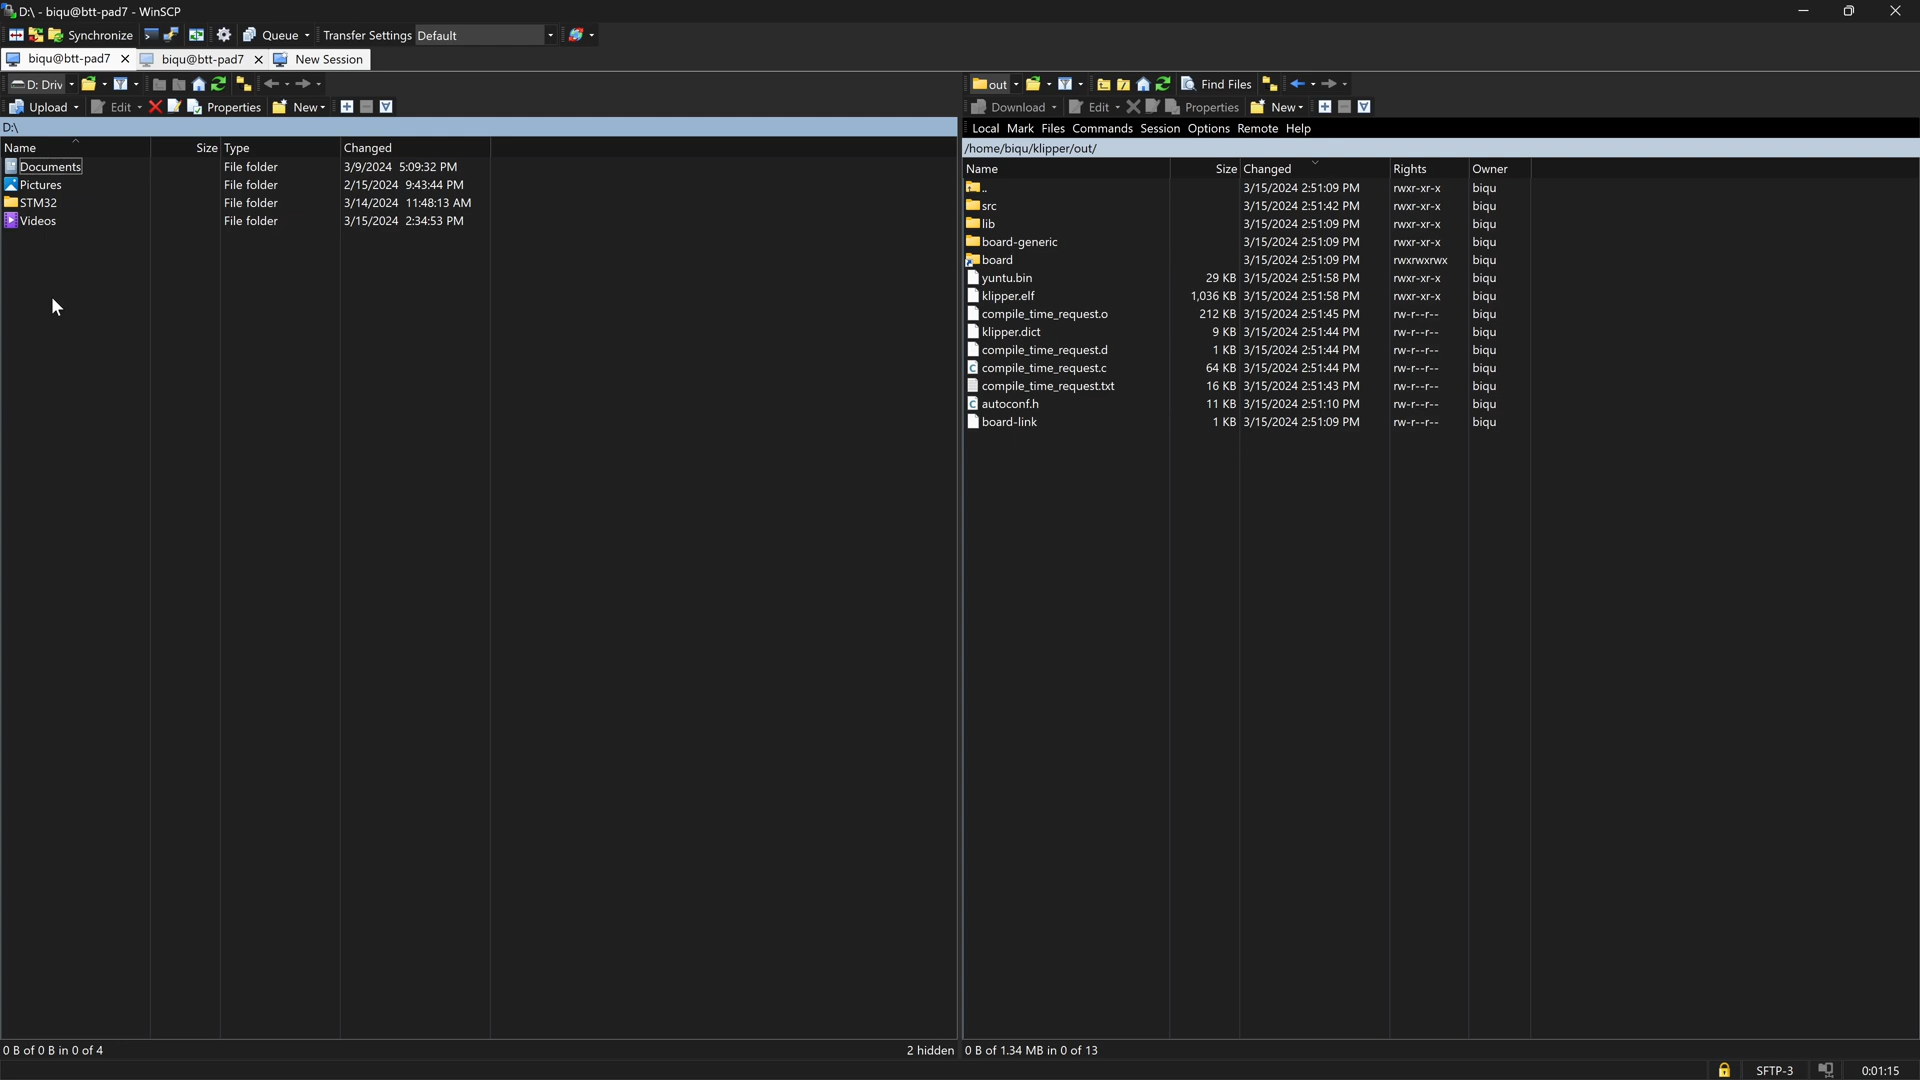 D:\ - biqu@btt-pad7 - WinSCP
Synchronize Queue Transfer Settings Default
biqu@btt-pad7 biqu@btt-pad7 New Session
D: Driv
Upload Edit Properties New
D:\
Name Size Type Changed
Documents File folder 3/9/2024 5:09:32 PM
Pictures File folder 2/15/2024 9:43:44 PM
STM32 File folder 3/14/2024 11:48:13 AM
Videos File folder 3/15/2024 2:34:53 PM
0 B of 0 B in 0 of 4 2 hidden
out Find Files
Download Edit Properties New
Local Mark Files Commands Session Options Remote Help
/home/biqu/klipper/out/
Name Size Changed Rights Owner
.. 3/15/2024 2:51:09 PM rwxr-xr-x biqu
src 3/15/2024 2:51:42 PM rwxr-xr-x biqu
lib 3/15/2024 2:51:09 PM rwxr-xr-x biqu
board-generic 3/15/2024 2:51:09 PM rwxr-xr-x biqu
board 3/15/2024 2:51:09 PM rwxrwxrwx biqu
yuntu.bin 29 KB 3/15/2024 2:51:58 PM rwxr-xr-x biqu
klipper.elf 1,036 KB 3/15/2024 2:51:58 PM rwxr-xr-x biqu
compile_time_request.o 212 KB 3/15/2024 2:51:45 PM rw-r--r-- biqu
klipper.dict 9 KB 3/15/2024 2:51:44 PM rw-r--r-- biqu
compile_time_request.d 1 KB 3/15/2024 2:51:44 PM rw-r--r-- biqu
compile_time_request.c 64 KB 3/15/2024 2:51:44 PM rw-r--r-- biqu
compile_time_request.txt 16 KB 3/15/2024 2:51:43 PM rw-r--r-- biqu
autoconf.h 11 KB 3/15/2024 2:51:10 PM rw-r--r-- biqu
board-link 1 KB 3/15/2024 2:51:09 PM rw-r--r-- biqu
0 B of 1.34 MB in 0 of 13
SFTP-3 0:01:15